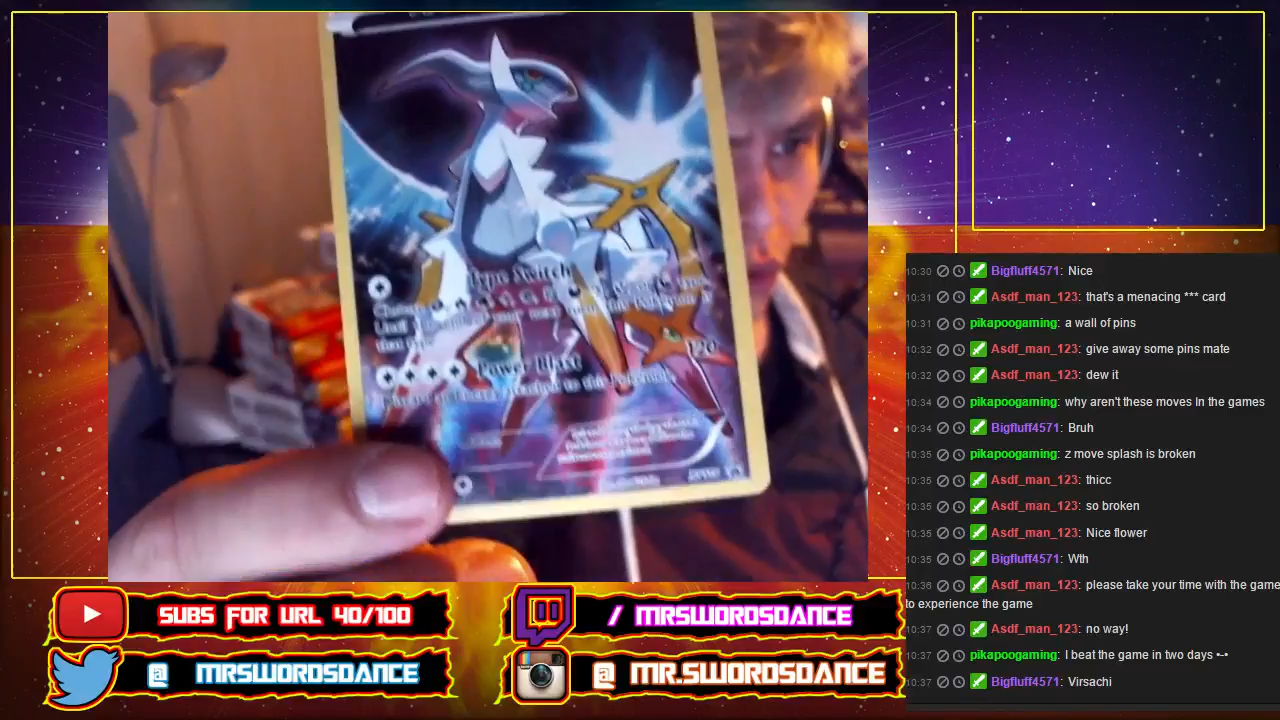 Type Switch
Power Blast
120
10:30 Bigfluff4571: Nice
10:31 Asdf_man_123: that's a menacing *** card
10:31 pikapoogaming: a wall of pins
10:32 Asdf_man_123: give away some pins mate
10:32 Asdf_man_123: dew it
10:34 pikapoogaming: why aren't these moves In the games
10:34 Bigfluff4571: Bruh
10:35 pikapoogaming: z move splash is broken
10:35 Asdf_man_123: thicc
10:35 Asdf_man_123: so broken
10:35 Asdf_man_123: Nice flower
10:35 Bigfluff4571: Wth
10:36 Asdf_man_123: please take your time with the game
to experience the game
10:37 Asdf_man_123: no way!
10:37 pikapoogaming: I beat the game in two days •-•
10:37 Bigfluff4571: Virsachi
SUBS FOR URL 40/100
/ MRSWORDSDANCE
@ MRSWORDSDANCE
@ MR.SWORDSDANCE